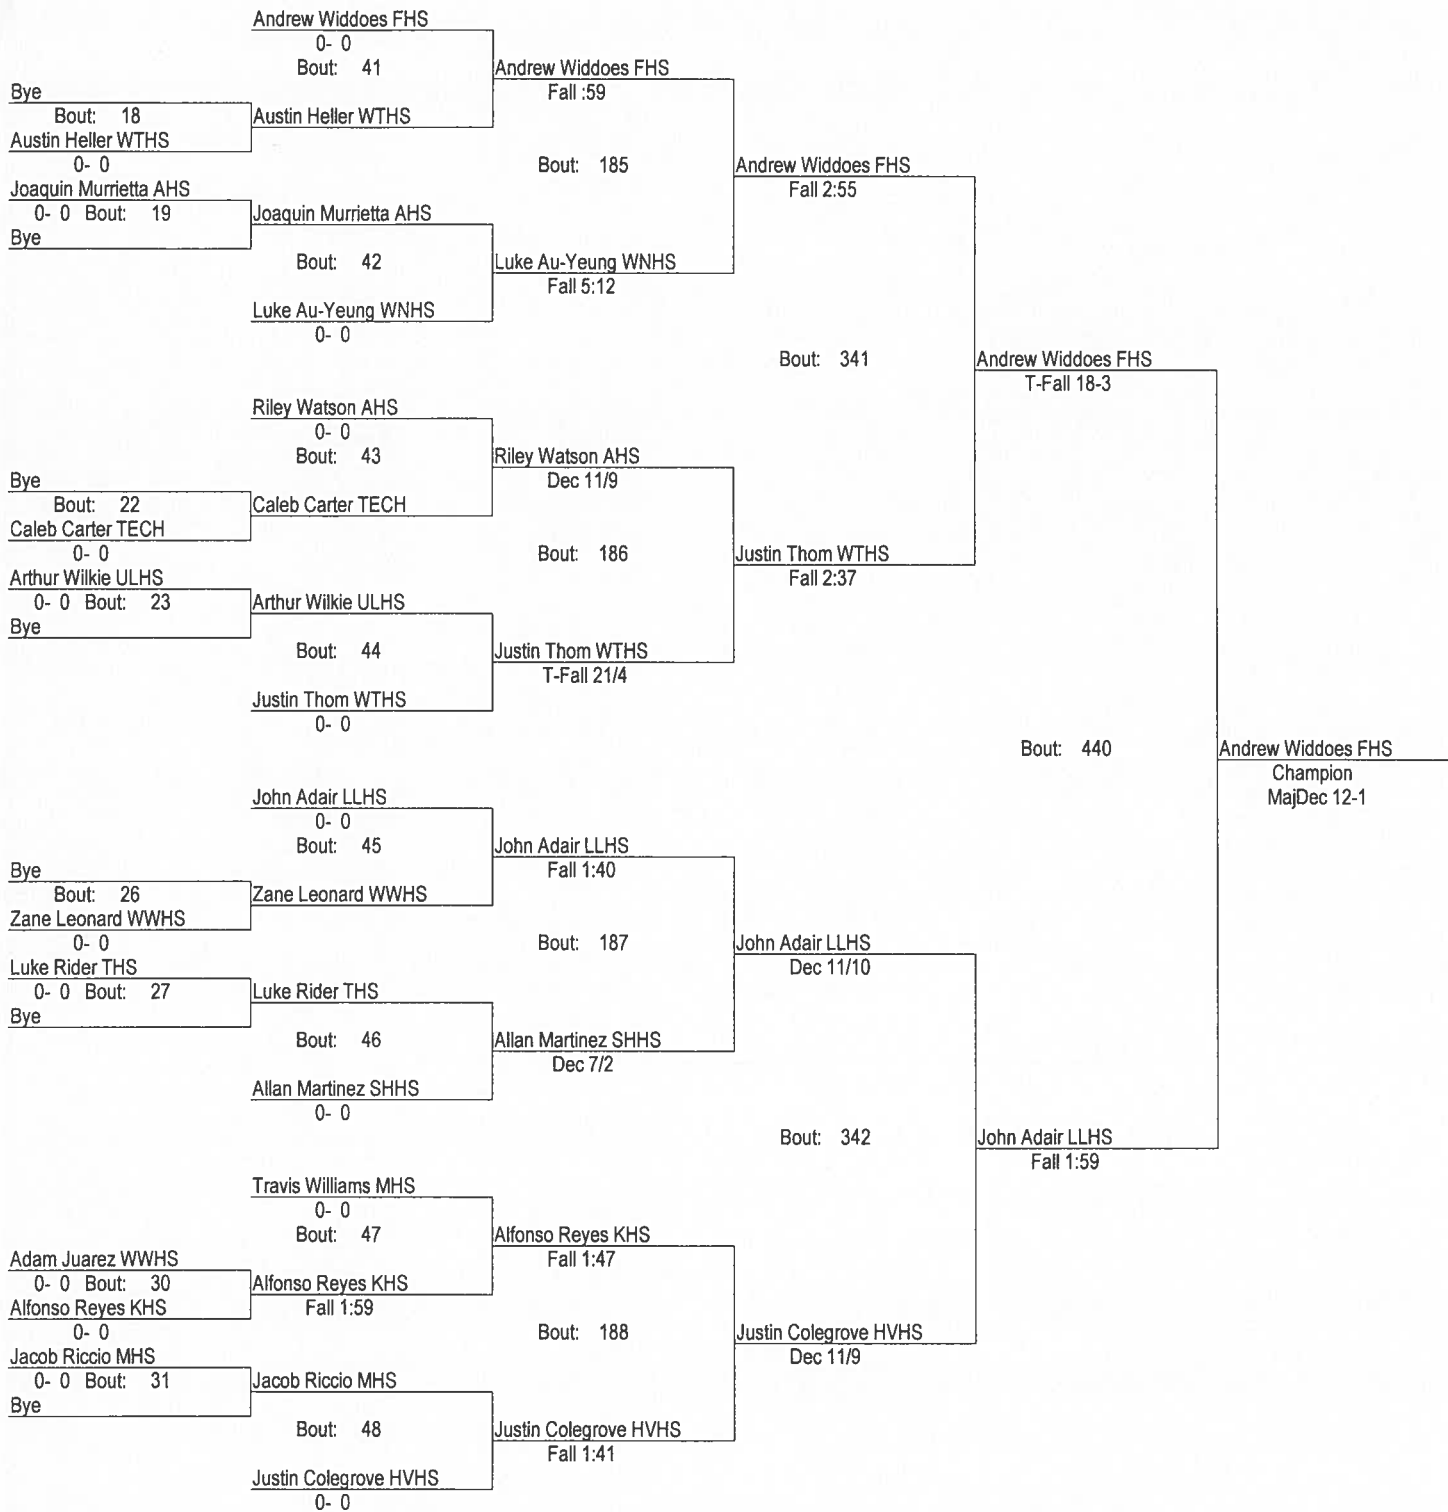 Andrew Widdoes FHS
0- 0
Bout: 41
Andrew Widdoes FHS
Fall :59
Bye
Bout: 18
Austin Heller WTHS
Austin Heller WTHS
0- 0
Bout: 185
Andrew Widdoes FHS
Fall 2:55
Joaquin Murrietta AHS
0- 0 Bout: 19
Joaquin Murrietta AHS
Bye
Bout: 42
Luke Au-Yeung WNHS
Fall 5:12
Luke Au-Yeung WNHS
0- 0
Bout: 341
Andrew Widdoes FHS
T-Fall 18-3
Riley Watson AHS
0- 0
Bout: 43
Riley Watson AHS
Dec 11/9
Bye
Bout: 22
Caleb Carter TECH
Caleb Carter TECH
0- 0
Bout: 186
Justin Thom WTHS
Fall 2:37
Arthur Wilkie ULHS
0- 0 Bout: 23
Arthur Wilkie ULHS
Bye
Bout: 44
Justin Thom WTHS
T-Fall 21/4
Justin Thom WTHS
0- 0
Bout: 440
Andrew Widdoes FHS
Champion
MajDec 12-1
John Adair LLHS
0- 0
Bout: 45
John Adair LLHS
Fall 1:40
Bye
Bout: 26
Zane Leonard WWHS
Zane Leonard WWHS
0- 0
Bout: 187
John Adair LLHS
Dec 11/10
Luke Rider THS
0- 0 Bout: 27
Luke Rider THS
Bye
Bout: 46
Allan Martinez SHHS
Dec 7/2
Allan Martinez SHHS
0- 0
Bout: 342
John Adair LLHS
Fall 1:59
Travis Williams MHS
0- 0
Bout: 47
Alfonso Reyes KHS
Fall 1:47
Adam Juarez WWHS
0- 0 Bout: 30
Alfonso Reyes KHS
Fall 1:59
Alfonso Reyes KHS
0- 0
Bout: 188
Justin Colegrove HVHS
Dec 11/9
Jacob Riccio MHS
0- 0 Bout: 31
Jacob Riccio MHS
Bye
Bout: 48
Justin Colegrove HVHS
Fall 1:41
Justin Colegrove HVHS
0- 0